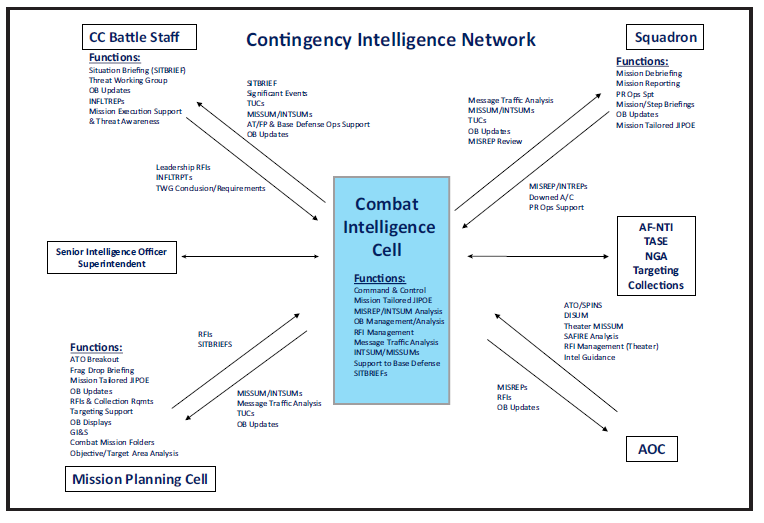 CC Battle Staff
Contingency Intelligence Network
Squadron
Functions:
Situation Briefing (SITBRIEF)
Threat Working Group
OB Updates
INFLTREPs
Mission Execution Support
& Threat Awareness
SITBRIEF
Significant Events
TUCs
MISSUM/INTSUMs
AT/FP & Base Defense Ops Support
OB Updates
Message Traffic Analysis
MISSUM/INTSUMs
TUCs
OB Updates
MISREP Review
Functions:
Mission Debriefing
Mission Reporting
PR Ops Spt
Mission/Step Briefings
OB Updates
Mission Tailored JIPOE
Leadership RFIs
INFLTRPTs
TWG Conclusion/Requirements
MISREP/INTREPs
Downed A/C
PR Ops Support
Combat
Intelligence
Cell
Functions:
Command & Control
Mission Tailored JIPOE
MISREP/INTSUM Analysis
OB Management/Analysis
RFI Management
Message Traffic Analysis
INTSUM/MISSUMs
Support to Base Defense
SITBRIEFs
Senior Intelligence Officer
Superintendent
AF-NTI
TASE
NGA
Targeting
Collections
RFIs
SITBRIEFS
ATO/SPINS
DISUM
Theater MISSUM
SAFIRE Analysis
RFI Management (Theater)
Intel Guidance
Functions:
ATO Breakout
Frag Drop Briefing
Mission Tailored JIPOE
OB Updates
RFIs & Collection Rqmts
Targeting Support
OB Displays
GI&S
Combat Mission Folders
Objective/Target Area Analysis
MISSUM/INTSUMs
Message Traffic Analysis
TUCs
OB Updates
MISREPs
RFIs
OB Updates
Mission Planning Cell
AOC